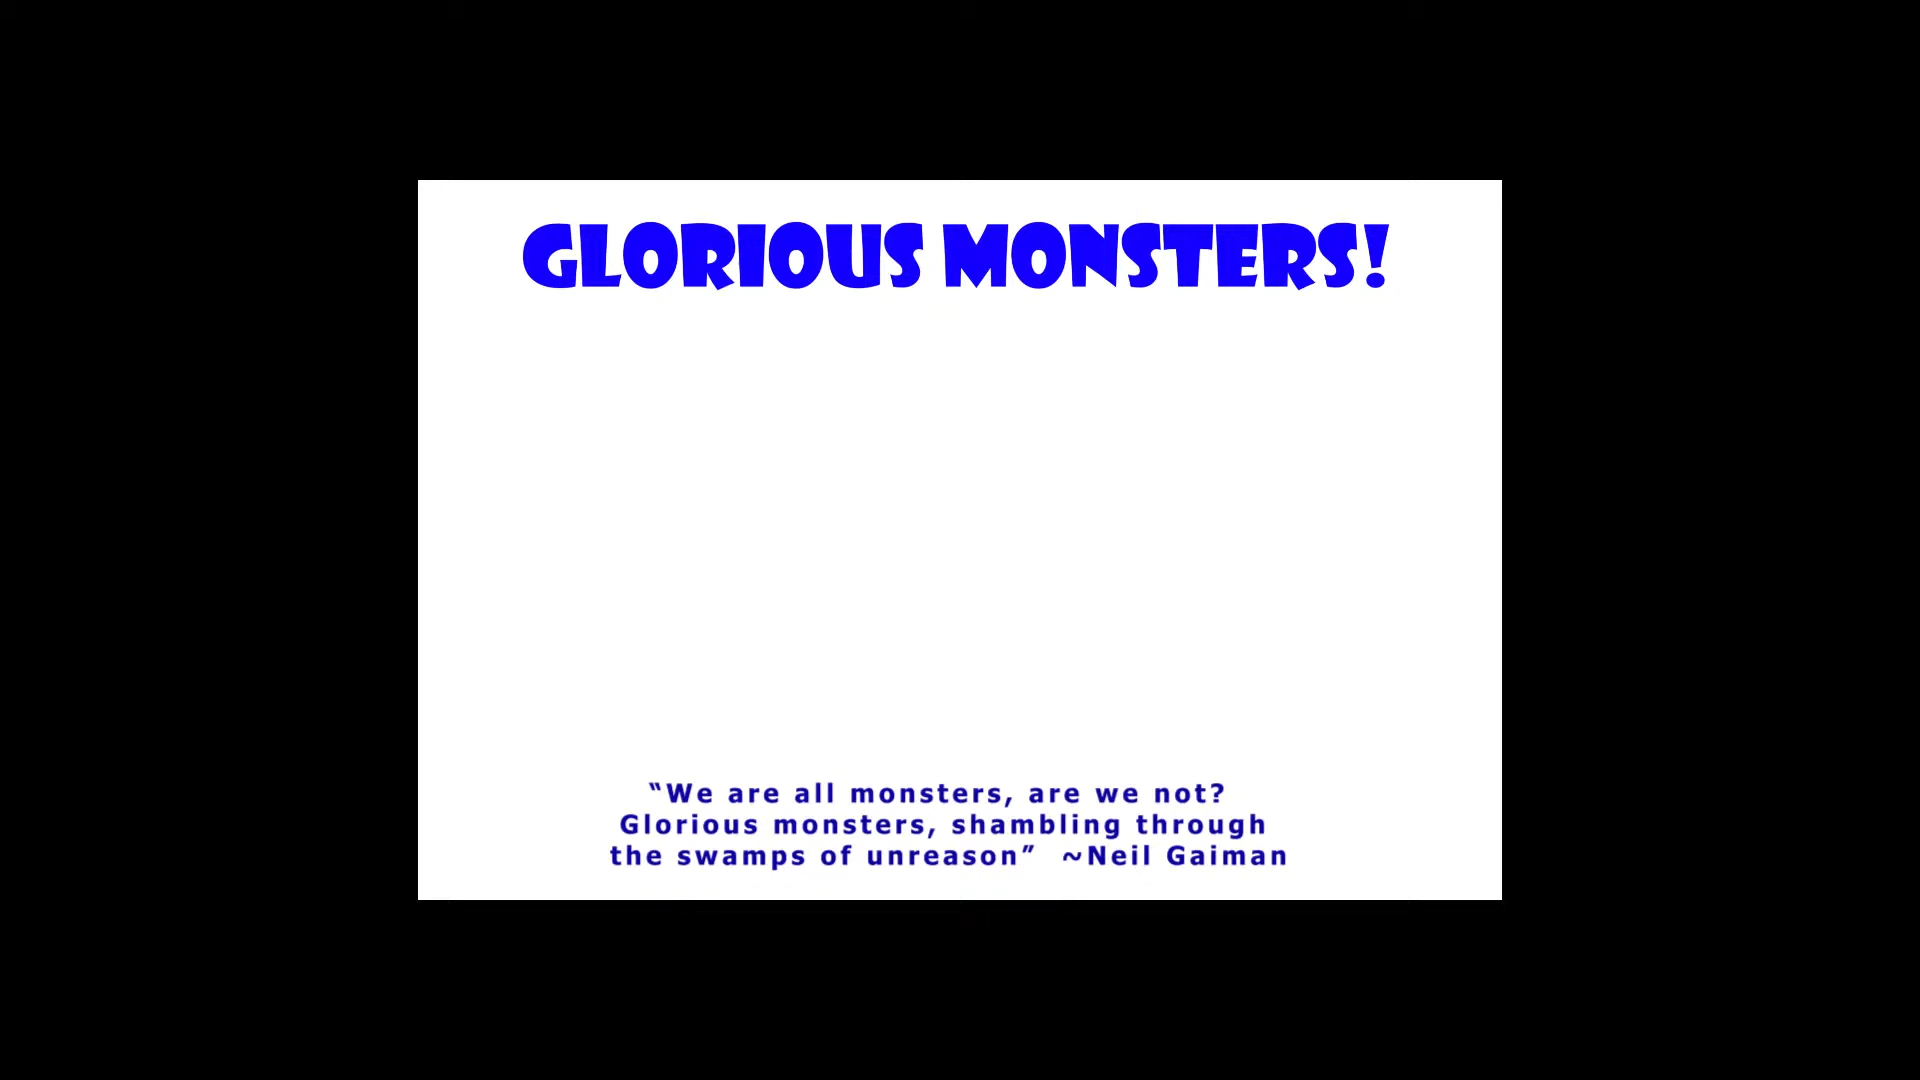 GLORIOUS MONSTERS!
“We are all monsters, are we not?
Glorious monsters, shambling through
the swamps of unreason” ~Neil Gaiman